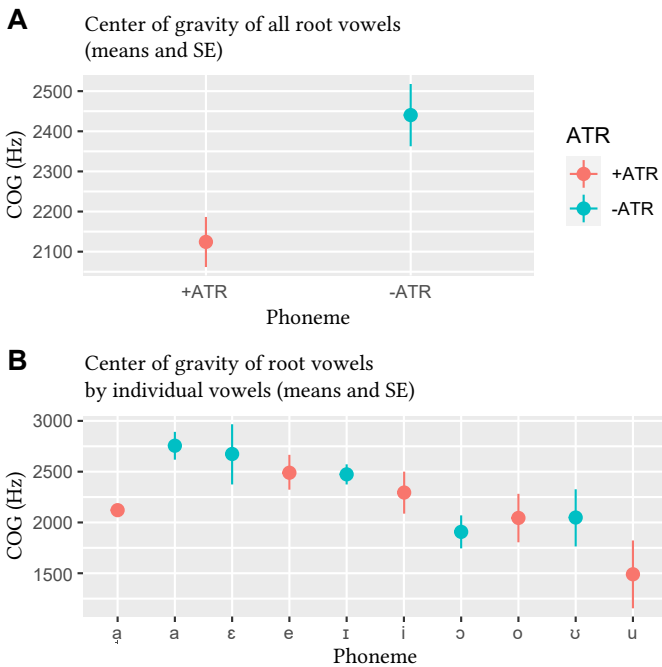 A
Center of gravity of all root vowels
(means and SE)
COG (Hz)
2500
2400
2300
2200
2100
+ATR
-ATR
Phoneme
ATR
+ATR
-ATR
B
Center of gravity of root vowels
by individual vowels (means and SE)
COG (Hz)
3000
2500
2000
1500
a̘ a ɛ e ɪ i ɔ o ʊ u
Phoneme